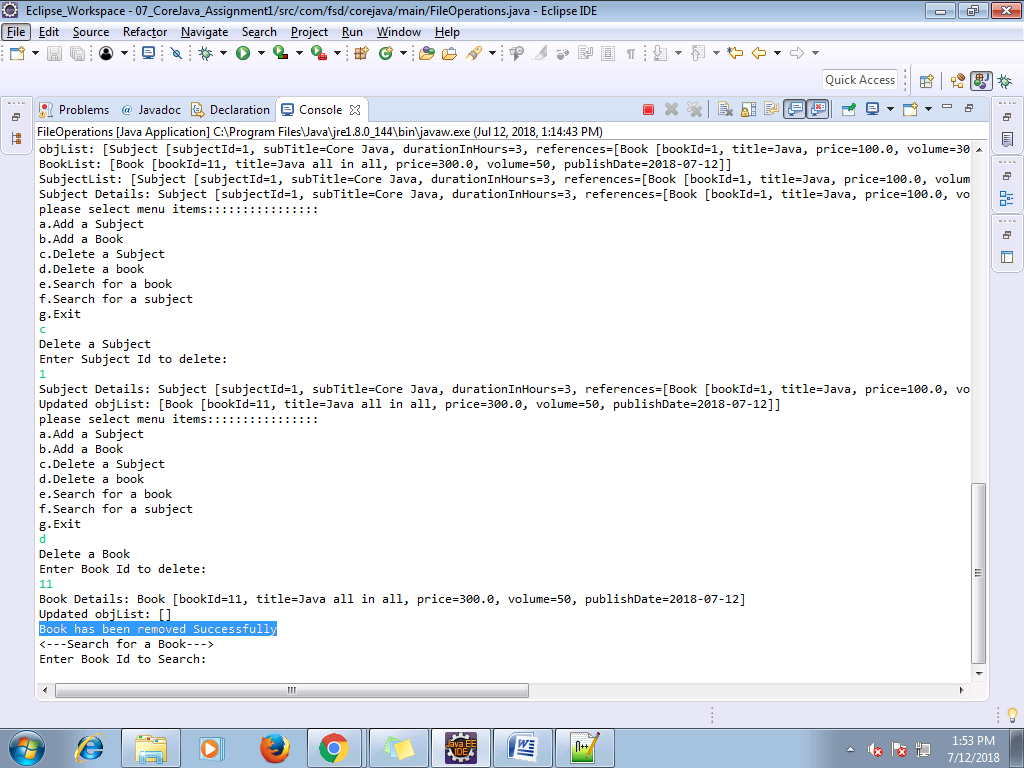 Eclipse_Workspace - 07_CoreJava_Assignment1/src/com/fsd/corejava/main/FileOperations.java - Eclipse IDE
File Edit Source Refactor Navigate Search Project Run Window Help
Quick Access
Problems @ Javadoc Declaration Console
FileOperations [Java Application] C:\Program Files\Java\jre1.8.0_144\bin\javaw.exe (Jul 12, 2018, 1:14:43 PM)
objList: [Subject [subjectId=1, subTitle=Core Java, durationInHours=3, references=[Book [bookId=1, title=Java, price=100.0, volume=30
BookList: [Book [bookId=11, title=Java all in all, price=300.0, volume=50, publishDate=2018-07-12]]
SubjectList: [Subject [subjectId=1, subTitle=Core Java, durationInHours=3, references=[Book [bookId=1, title=Java, price=100.0, volum
Subject Details: Subject [subjectId=1, subTitle=Core Java, durationInHours=3, references=[Book [bookId=1, title=Java, price=100.0, vo
please select menu items::::::::::::::::
a.Add a Subject
b.Add a Book
c.Delete a Subject
d.Delete a book
e.Search for a book
f.Search for a subject
g.Exit
c
Delete a Subject
Enter Subject Id to delete:
1
Subject Details: Subject [subjectId=1, subTitle=Core Java, durationInHours=3, references=[Book [bookId=1, title=Java, price=100.0, vo
Updated objList: [Book [bookId=11, title=Java all in all, price=300.0, volume=50, publishDate=2018-07-12]]
please select menu items::::::::::::::::
a.Add a Subject
b.Add a Book
c.Delete a Subject
d.Delete a book
e.Search for a book
f.Search for a subject
g.Exit
d
Delete a Book
Enter Book Id to delete:
11
Book Details: Book [bookId=11, title=Java all in all, price=300.0, volume=50, publishDate=2018-07-12]
Updated objList: []
Book has been removed Successfully
<---Search for a Book--->
Enter Book Id to Search:
Java EE
IDE
1:53 PM
7/12/2018